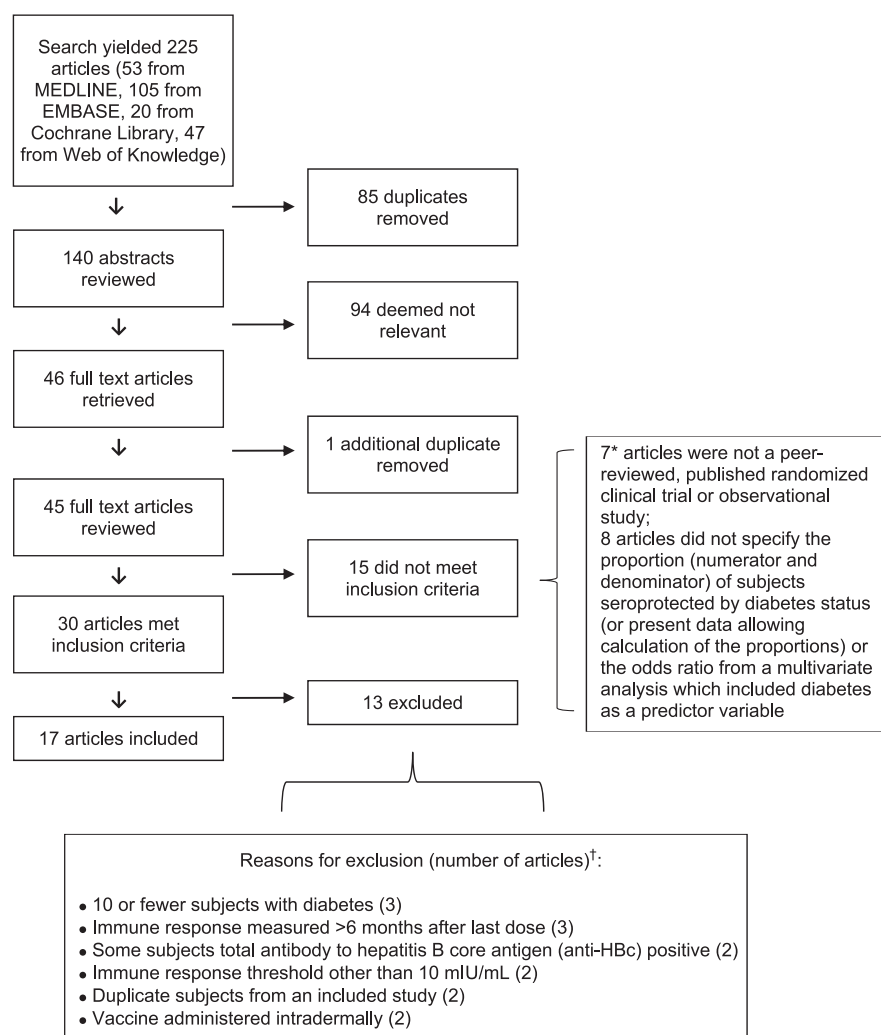 Search yielded 225
articles (53 from
MEDLINE, 105 from
EMBASE, 20 from
Cochrane Library, 47
from Web of Knowledge)
85 duplicates
removed
140 abstracts
reviewed
94 deemed not
relevant
46 full text articles
retrieved
1 additional duplicate
removed
45 full text articles
reviewed
15 did not meet
inclusion criteria
7* articles were not a peer-
reviewed, published randomized
clinical trial or observational
study;
8 articles did not specify the
proportion (numerator and
denominator) of subjects
seroprotected by diabetes status
(or present data allowing
calculation of the proportions) or
the odds ratio from a multivariate
analysis which included diabetes
as a predictor variable
30 articles met
inclusion criteria
13 excluded
17 articles included
Reasons for exclusion (number of articles)†:
• 10 or fewer subjects with diabetes (3)
• Immune response measured >6 months after last dose (3)
• Some subjects total antibody to hepatitis B core antigen (anti-HBc) positive (2)
• Immune response threshold other than 10 mIU/mL (2)
• Duplicate subjects from an included study (2)
• Vaccine administered intradermally (2)